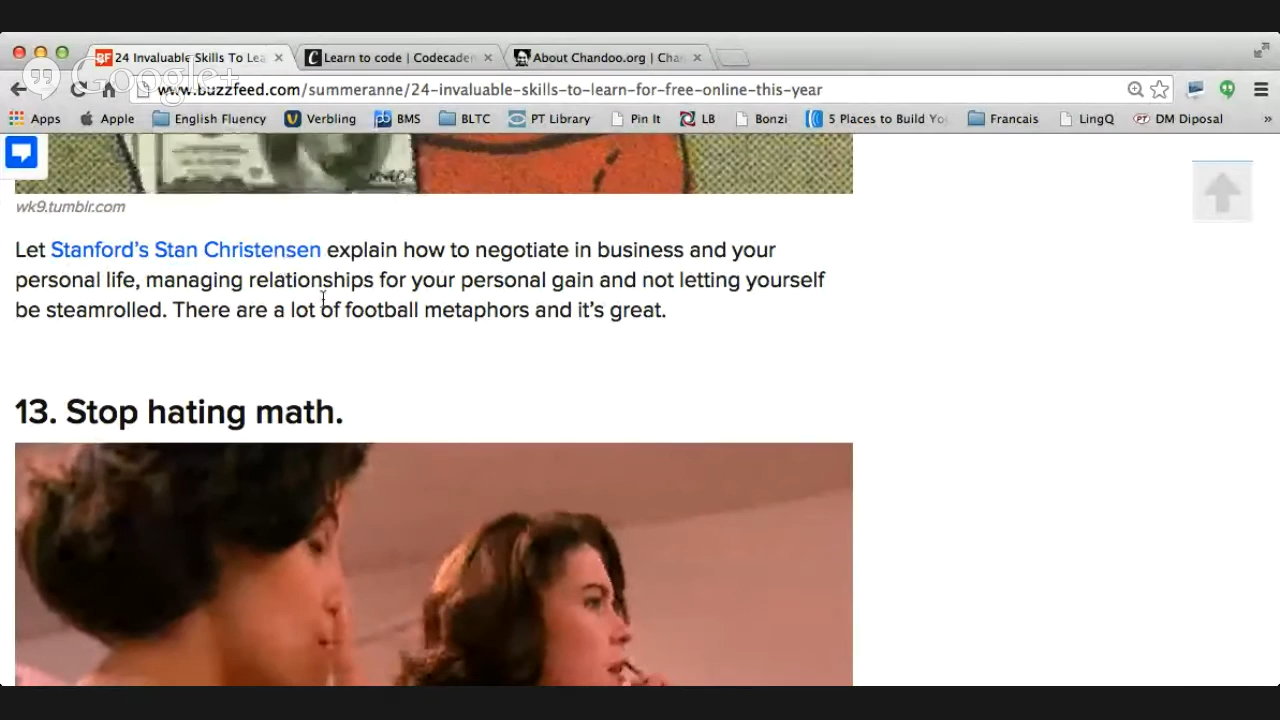 24 Invaluable Skills To Lea
Learn to code | Codecaden
About Chandoo.org | Cha
Google+
www.buzzfeed.com/summeranne/24-invaluable-skills-to-learn-for-free-online-this-year
Apps
Apple
English Fluency
Verbling
BMS
BLTC
PT Library
Pin It
LB
Bonzi
5 Places to Build Yo
Francais
LingQ
DM Diposal
»
wk9.tumblr.com
Let Stanford's Stan Christensen explain how to negotiate in business and your
personal life, managing relationships for your personal gain and not letting yourself
be steamrolled. There are a lot of football metaphors and it's great.
13. Stop hating math.